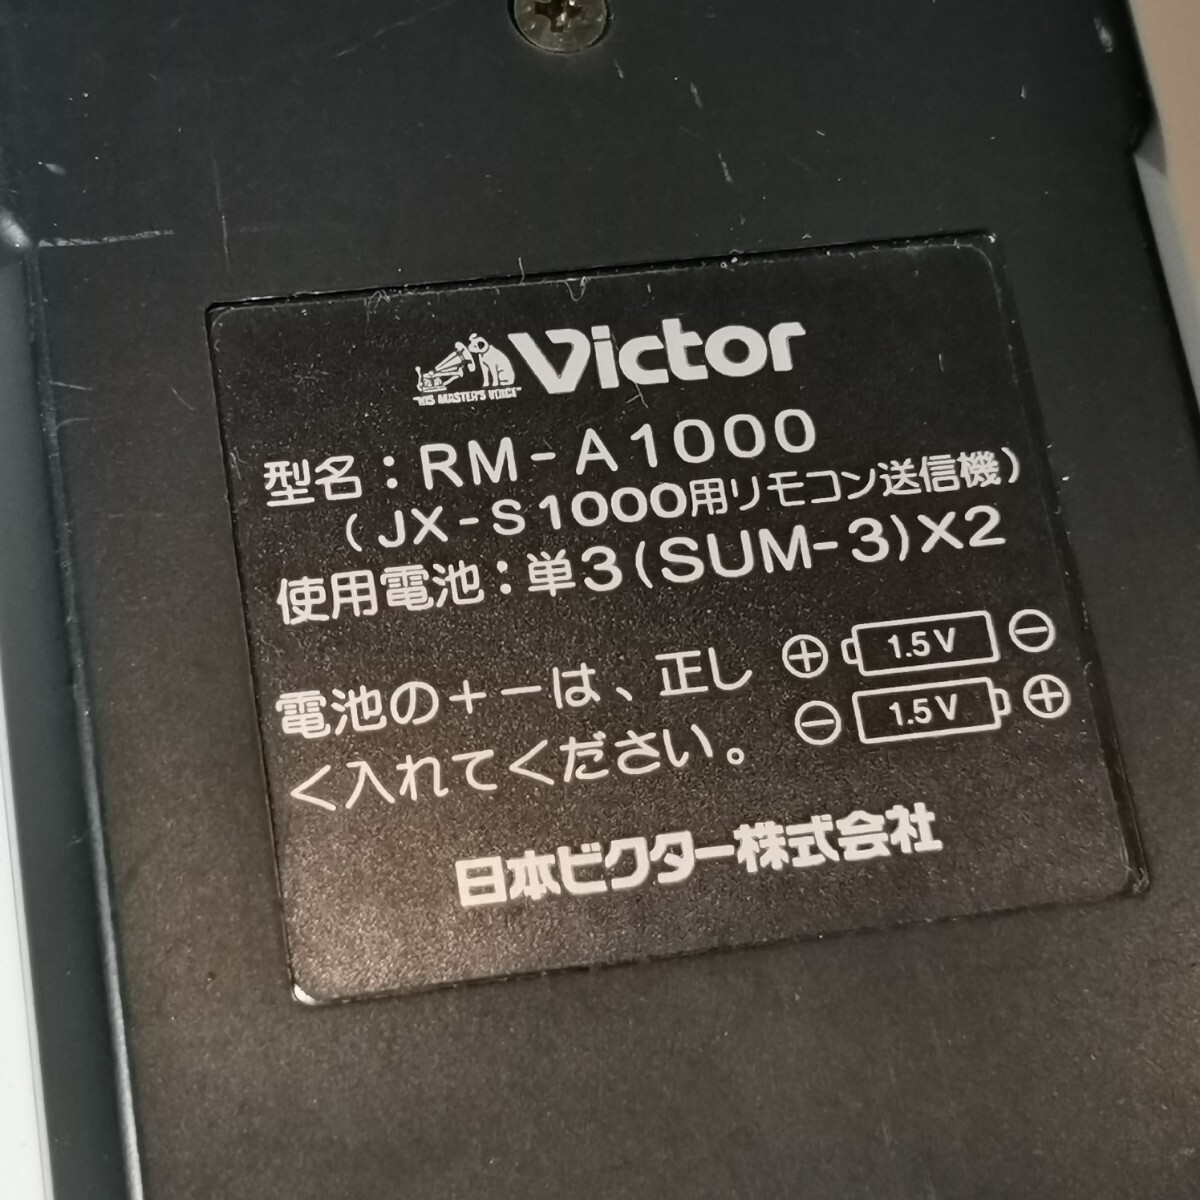 Victor
"HIS MASTER'S VOICE"
型名：RM-A1000
（JX-S1000用リモコン送信機）
使用電池：単3(SUM-3)X2
電池の＋−は、正し
く入れてください。
⊕ 1.5V ⊖
⊖ 1.5V ⊕
日本ビクター株式会社